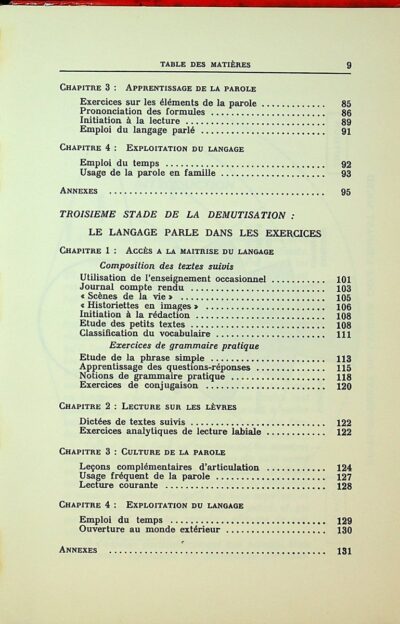 TABLE DES MATIÈRES 9
CHAPITRE 3 : APPRENTISSAGE DE LA PAROLE
Exercices sur les éléments de la parole ............ 85
Prononciation des formules ............ 86
Initiation à la lecture ............ 89
Emploi du langage parlé ............ 91
CHAPITRE 4 : EXPLOITATION DU LANGAGE
Emploi du temps ............ 92
Usage de la parole en famille ............ 93
ANNEXES ............ 95
TROISIEME STADE DE LA DEMUTISATION :
LE LANGAGE PARLE DANS LES EXERCICES
CHAPITRE 1 : ACCÈS A LA MAITRISE DU LANGAGE
Composition des textes suivis
Utilisation de l'enseignement occasionnel ............ 101
Journal compte rendu ............ 103
« Scènes de la vie » ............ 105
« Historiettes en images » ............ 106
Initiation à la rédaction ............ 108
Etude des petits textes ............ 108
Classification du vocabulaire ............ 111
Exercices de grammaire pratique
Etude de la phrase simple ............ 113
Apprentissage des questions-réponses ............ 115
Notions de grammaire pratique ............ 118
Exercices de conjugaison ............ 120
CHAPITRE 2 : LECTURE SUR LES LÈVRES
Dictées de textes suivis ............ 122
Exercices analytiques de lecture labiale ............ 122
CHAPITRE 3 : CULTURE DE LA PAROLE
Leçons complémentaires d'articulation ............ 124
Usage fréquent de la parole ............ 127
Lecture courante ............ 128
CHAPITRE 4 : EXPLOITATION DU LANGAGE
Emploi du temps ............ 129
Ouverture au monde extérieur ............ 130
ANNEXES ............ 131